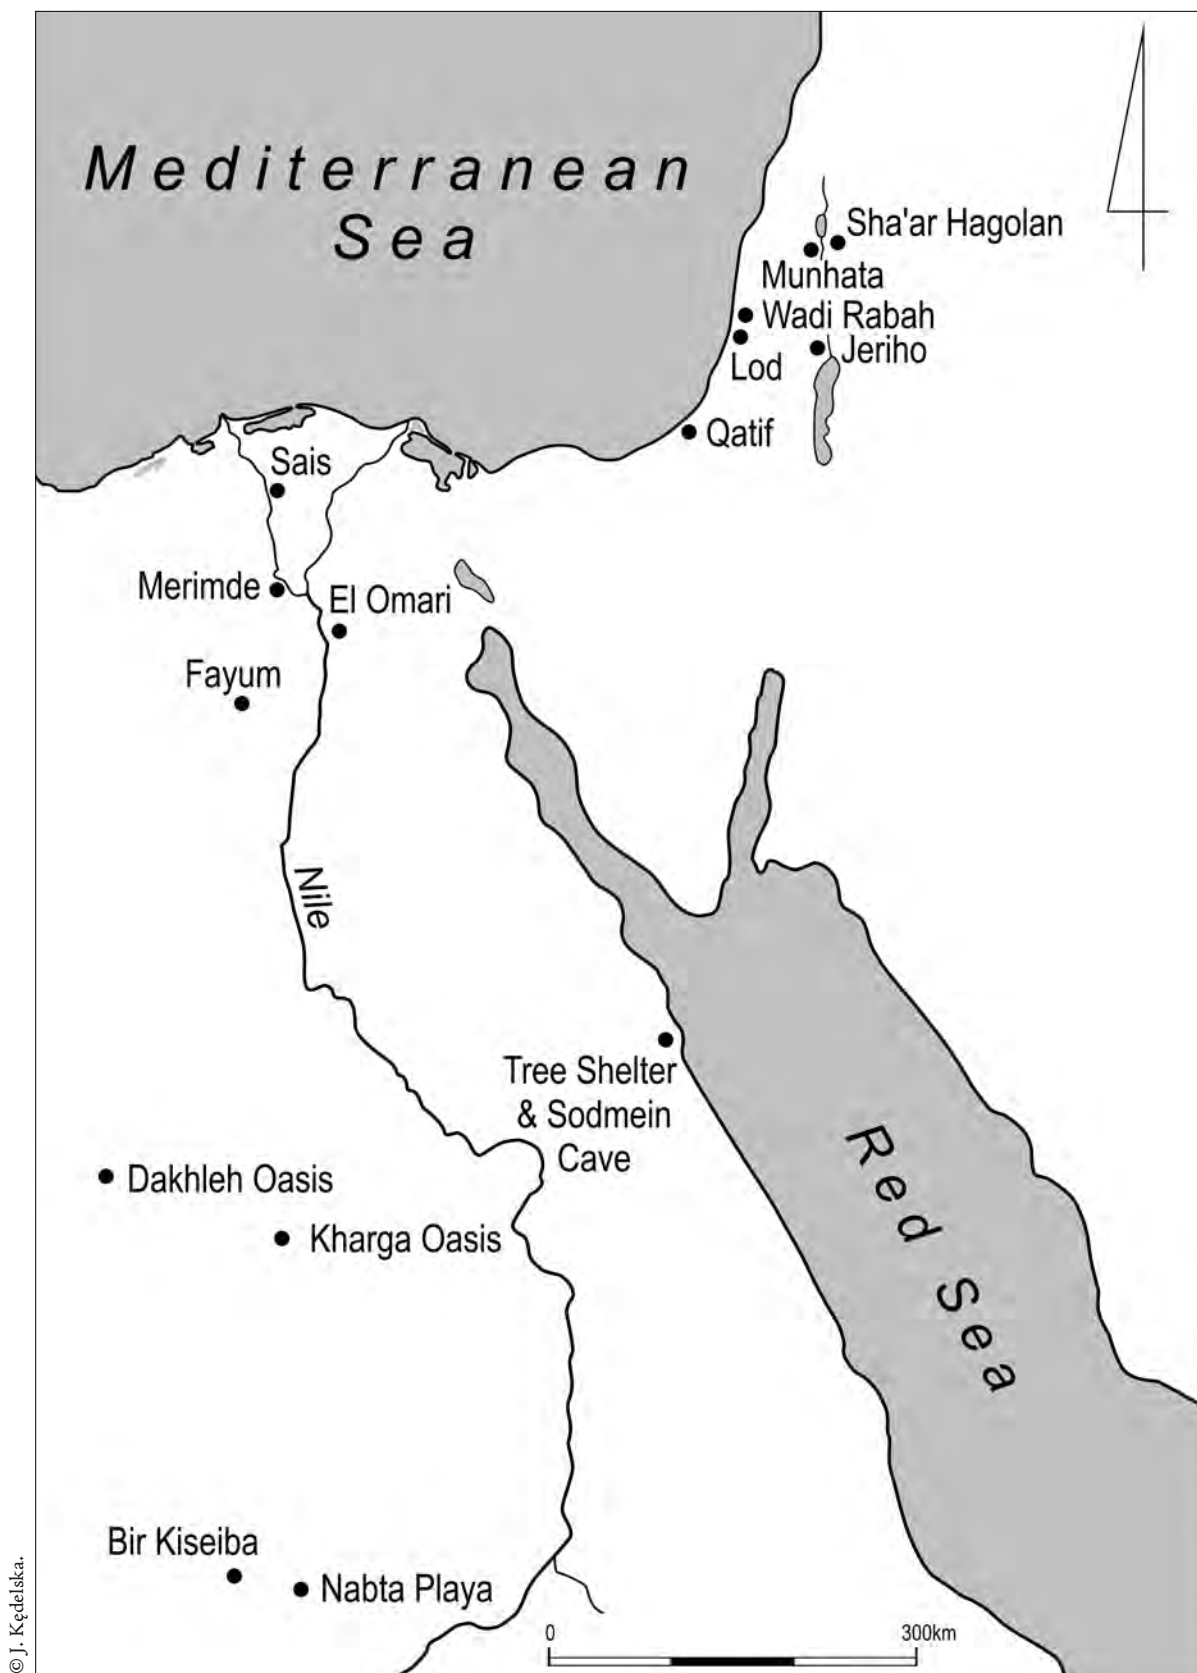 Mediterranean
Sea
Sha'ar Hagolan
Munhata
Wadi Rabah
Jeriho
Lod
Qatif
Sais
Merimde
El Omari
Fayum
Nile
Tree Shelter
& Sodmein
Cave
Red Sea
Dakhleh Oasis
Kharga Oasis
Bir Kiseiba
Nabta Playa
0
300km
© J. Kędelska.